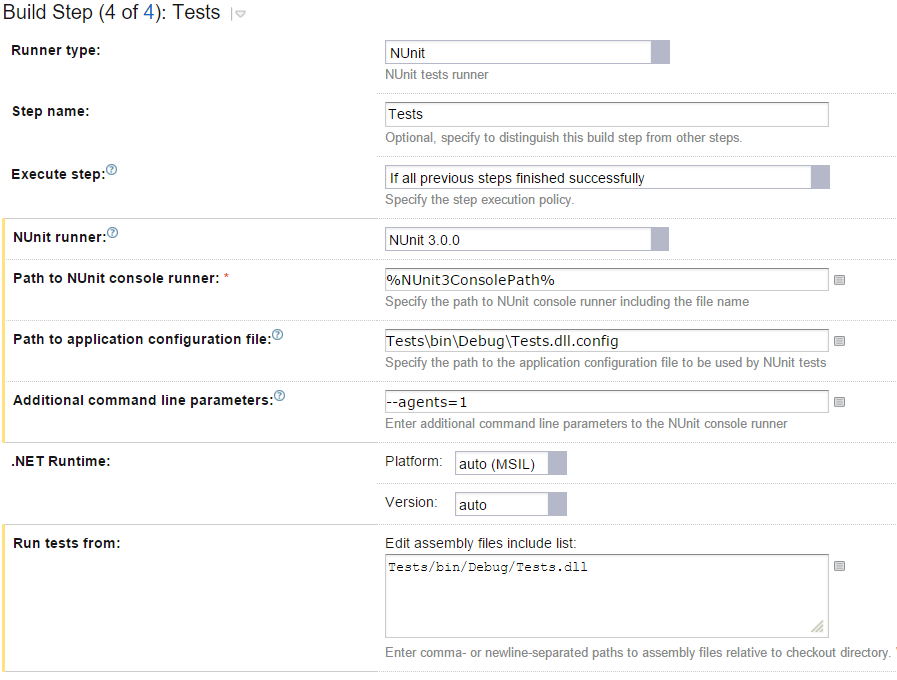 Build Step (4 of 4): Tests
Runner type:
NUnit
NUnit tests runner
Step name:
Tests
Optional, specify to distinguish this build step from other steps.
Execute step:
If all previous steps finished successfully
Specify the step execution policy.
NUnit runner:
NUnit 3.0.0
Path to NUnit console runner: *
%NUnit3ConsolePath%
Specify the path to NUnit console runner including the file name
Path to application configuration file:
Tests\bin\Debug\Tests.dll.config
Specify the path to the application configuration file to be used by NUnit tests
Additional command line parameters:
--agents=1
Enter additional command line parameters to the NUnit console runner
.NET Runtime:
Platform: auto (MSIL)
Version: auto
Run tests from:
Edit assembly files include list:
Tests/bin/Debug/Tests.dll
Enter comma- or newline-separated paths to assembly files relative to checkout directory.